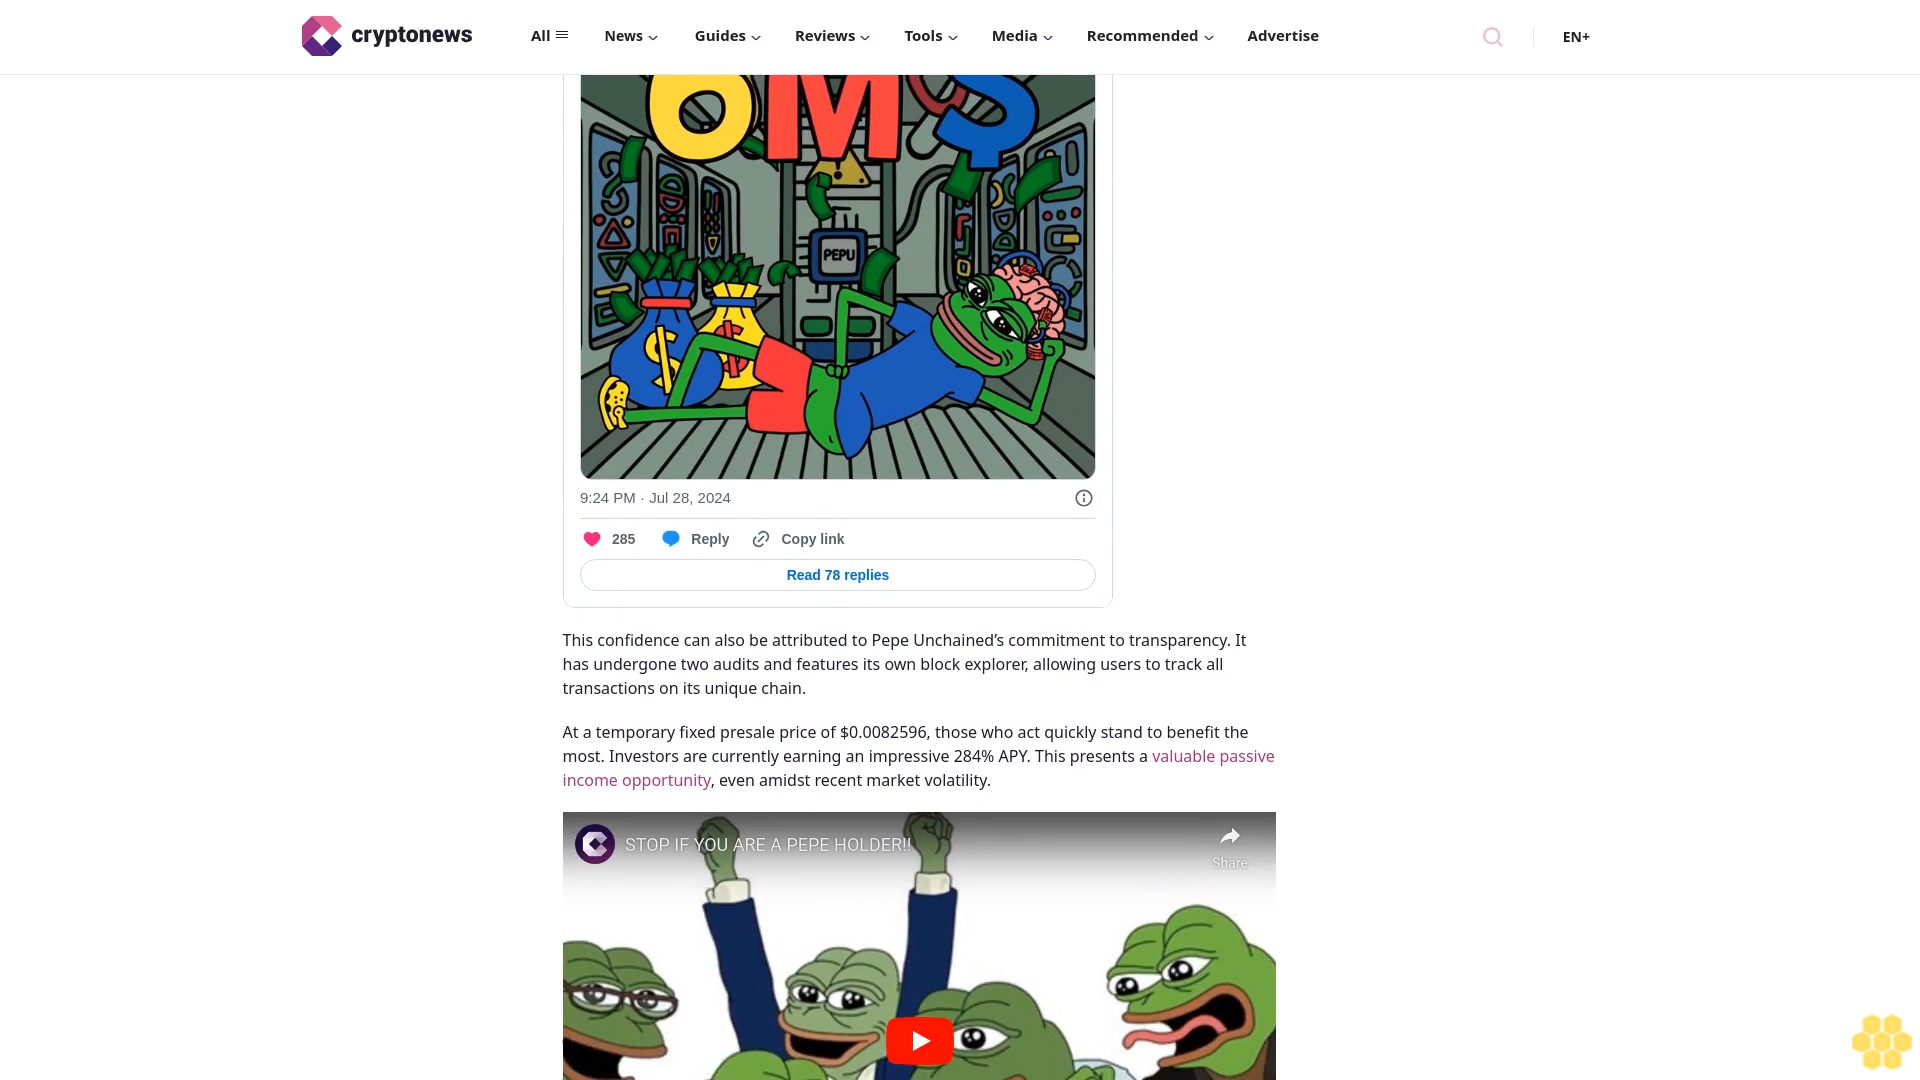 cryptonews
All
News
Guides
Reviews
Tools
Media
Recommended
Advertise
EN+
6M$
PEPU
9:24 PM · Jul 28, 2024
285
Reply
Copy link
Read 78 replies
This confidence can also be attributed to Pepe Unchained’s commitment to transparency. It
has undergone two audits and features its own block explorer, allowing users to track all
transactions on its unique chain.
At a temporary fixed presale price of $0.0082596, those who act quickly stand to benefit the
most. Investors are currently earning an impressive 284% APY. This presents a valuable passive
income opportunity, even amidst recent market volatility.
STOP IF YOU ARE A PEPE HOLDER!!
Share